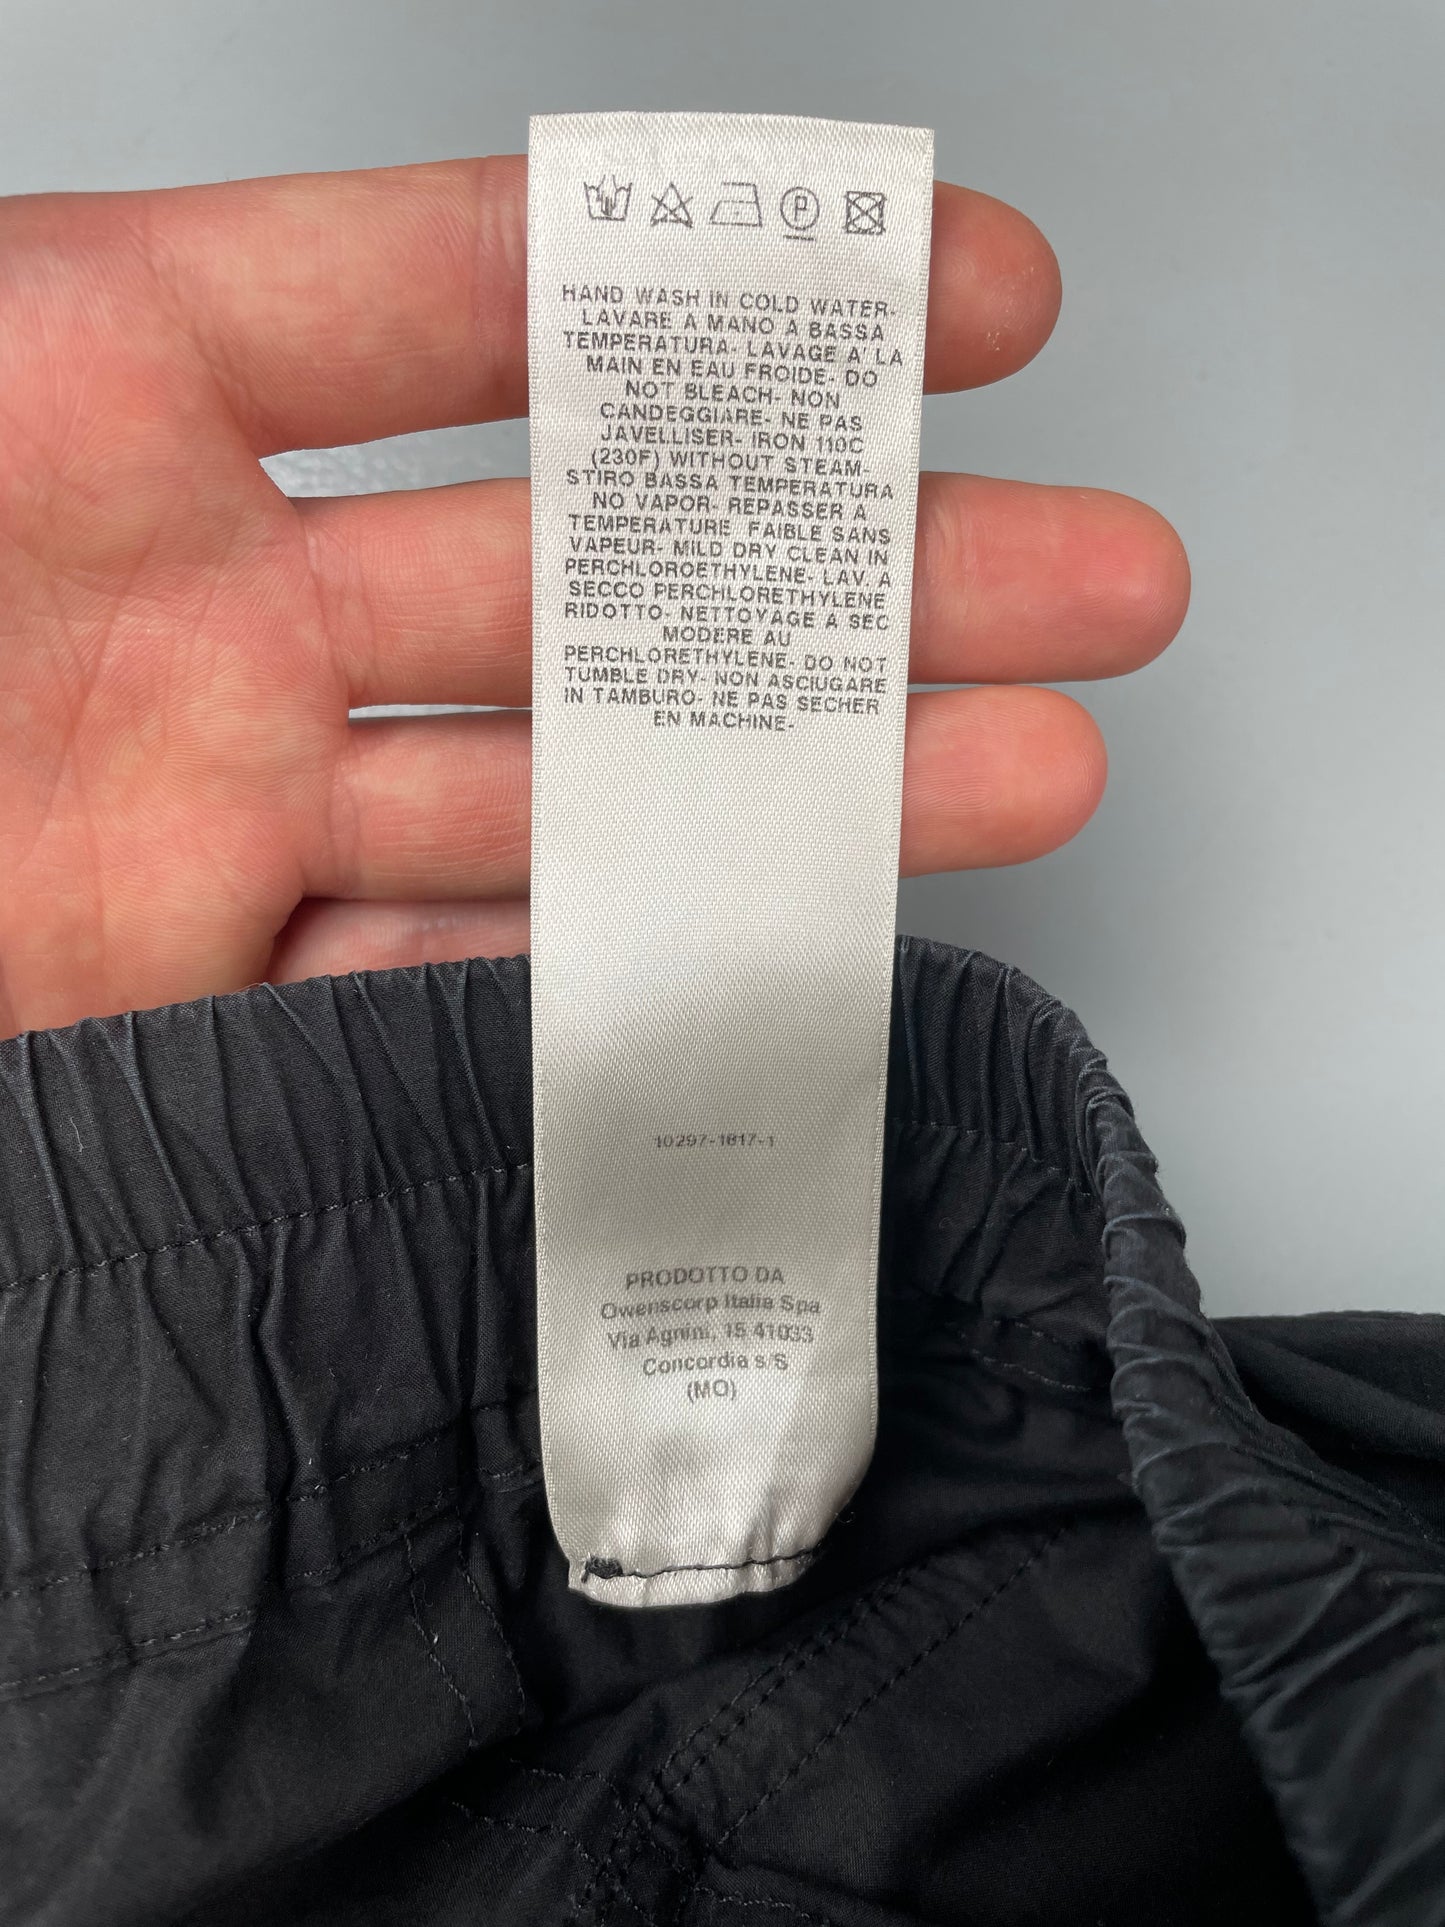 P
HAND WASH IN COLD WATER-
LAVARE A MANO A BASSA
TEMPERATURA- LAVAGE A LA
MAIN EN EAU FROIDE- DO
NOT BLEACH- NON
CANDEGGIARE- NE PAS
JAVELLISER- IRON 110C
(230F) WITHOUT STEAM-
STIRO BASSA TEMPERATURA
NO VAPOR- REPASSER A
TEMPERATURE FAIBLE SANS
VAPEUR- MILD DRY CLEAN IN
PERCHLOROETHYLENE- LAV. A
SECCO PERCHLORETHYLENE
RIDOTTO- NETTOYAGE A SEC
MODERE AU
PERCHLORETHYLENE- DO NOT
TUMBLE DRY- NON ASCIUGARE
IN TAMBURO- NE PAS SECHER
EN MACHINE-
10297-1817-1
PRODOTTO DA
Owenscorp Italia Spa
Via Agnini, 15 41033
Concordia s/S
(MO)